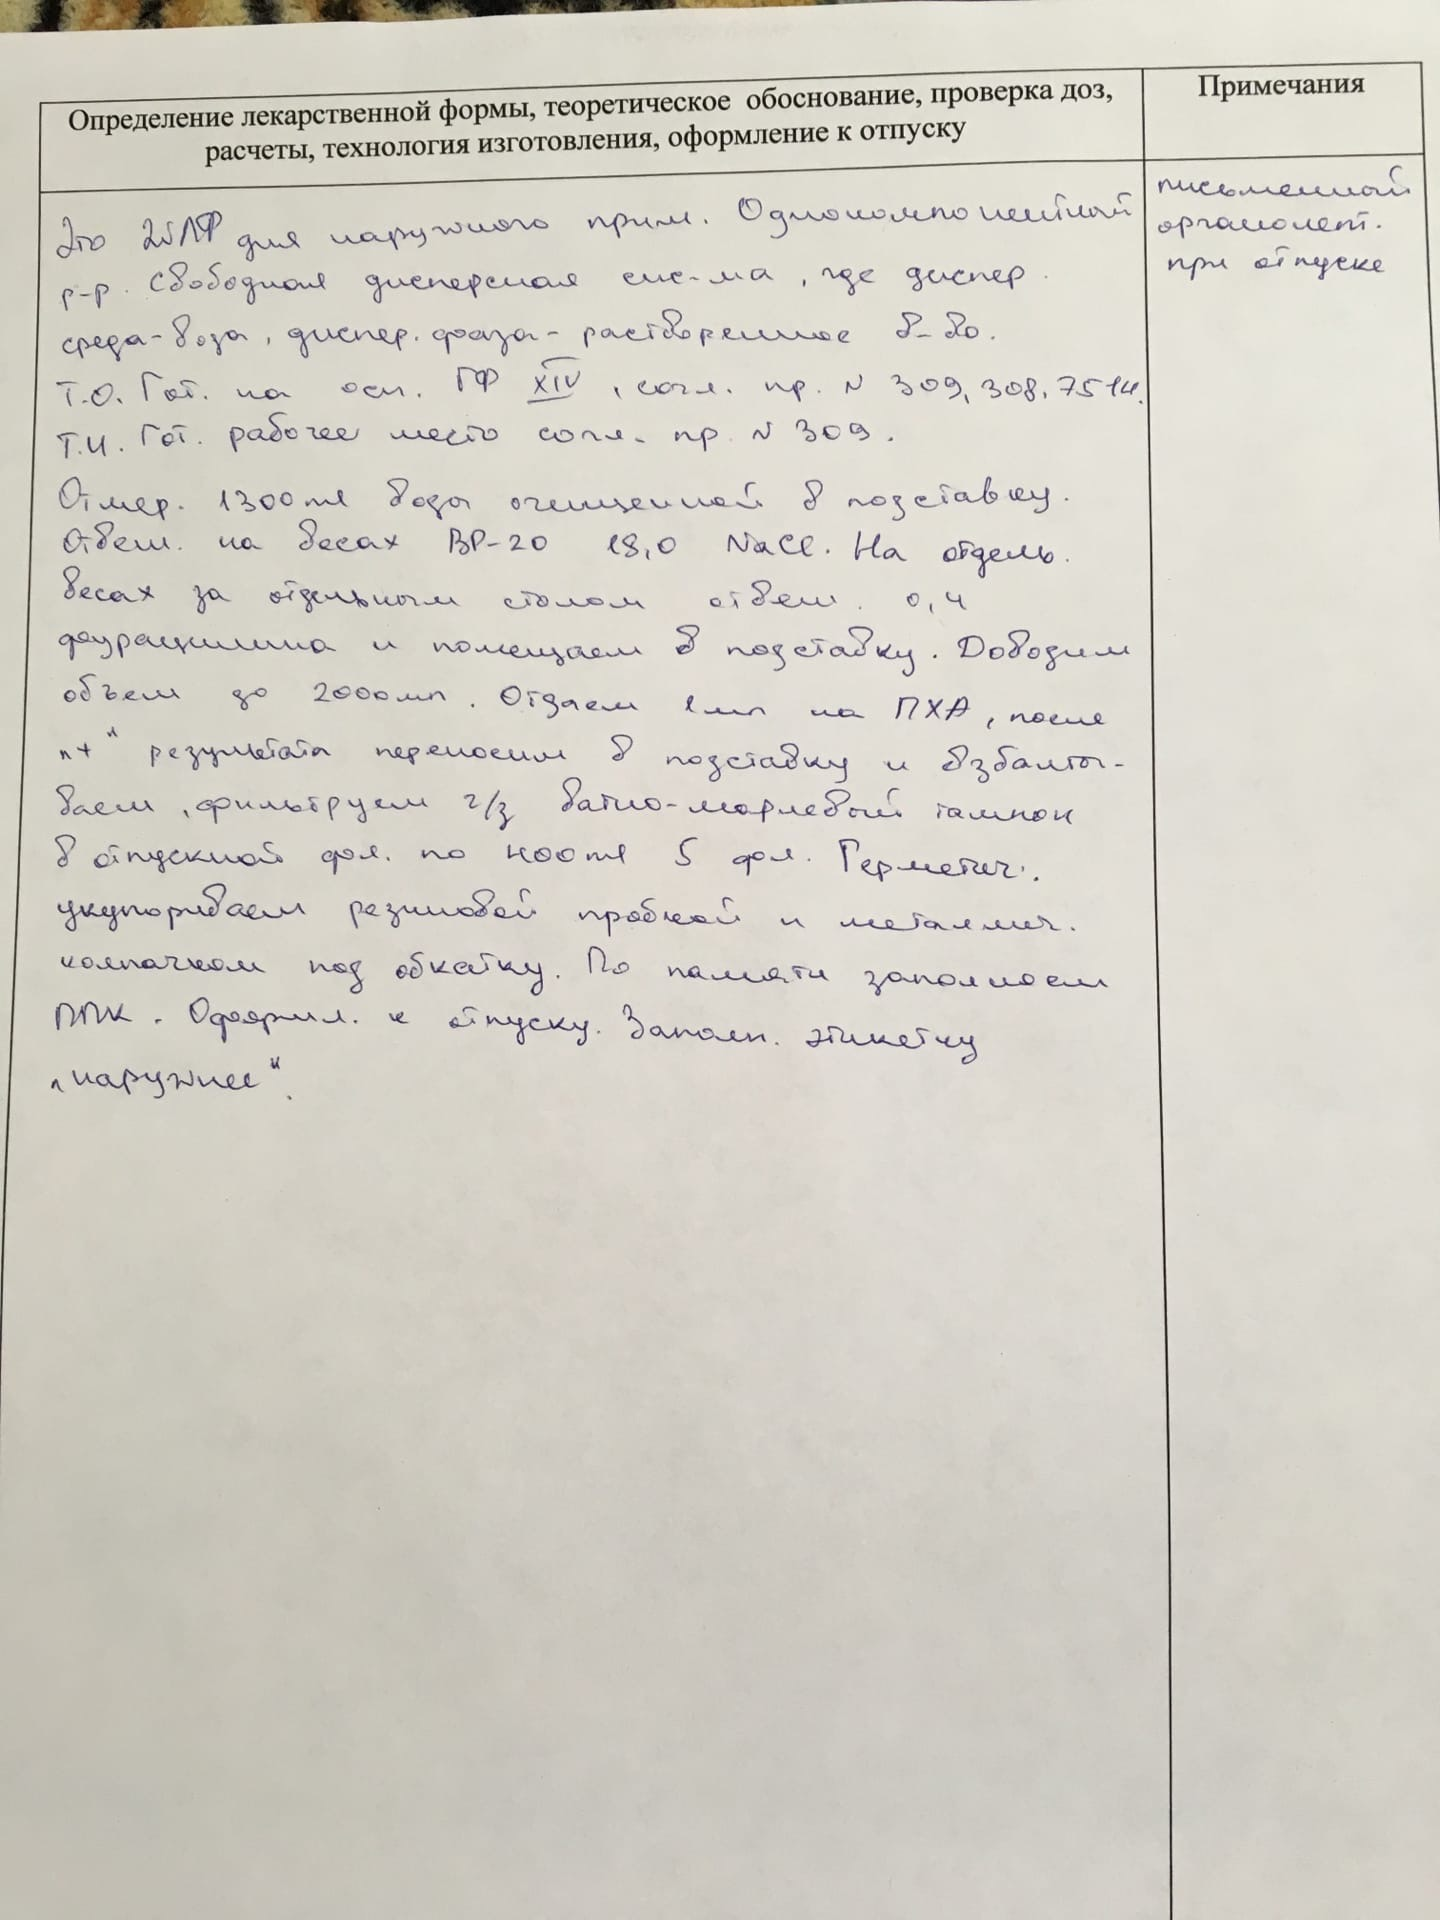 Определение лекарственной формы, теоретическое обоснование, проверка доз,
расчеты, технология изготовления, оформление к отпуску
Примечания
Это ЖЛФ для наружного прим. Однокомпонентный
р-р. Свободная дисперсная сис-ма, где диспер.
среда-вода, диспер. фаза- растворенное в-во.
Т.О. Гот. на осн. ГФ XIV, согл. пр. N 309, 308, 751н.
Т.И. Гот. рабочее место согл. пр. N 309.
Отмер. 1300 мл воды очищенной в подставку.
Отвеш. на весах ВР-20 18,0 NaCl. На отдель.
весах за отдельным столом отвеш. 0,4
фурацилина и помещаем в подставку. Доводим
объем до 2000мл. Отдаем 1мл на ПХА, после
„+" результата переносим в подставку и взбалты-
ваем, фильтруем ч/з ватно-марлевый тампон
в отпускной фл. по 400 мл 5 фл. Герметич.
укупориваем резиновой пробкой и металлич.
колпачком под обкатку. По памяти заполняем
ППК. Оформл. к отпуску. Заполн. этикетку
„наружнее".
письменный
органолепт.
при отпуске